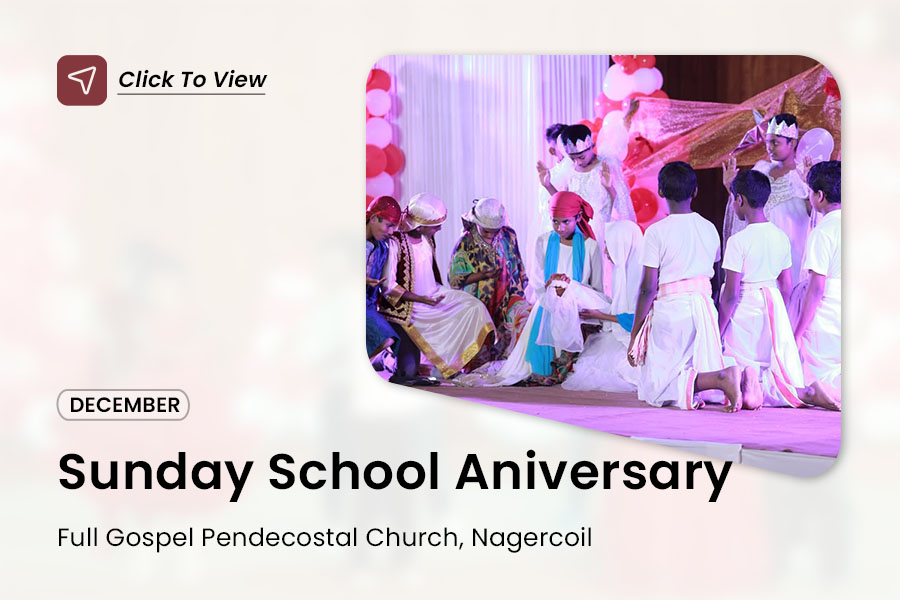 Click To View
DECEMBER
Sunday School Aniversary
Full Gospel Pendecostal Church, Nagercoil